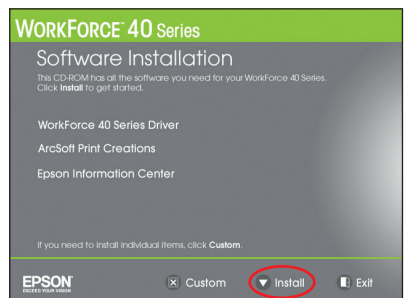 WORKFORCE™ 40 Series
Software Installation
This CD-ROM has all the software you need for your WorkForce 40 Series.
Click Install to get started.
WorkForce 40 Series Driver
ArcSoft Print Creations
Epson Information Center
If you need to install individual items, click Custom.
EPSON®
EXCEED YOUR VISION
Custom
Install
Exit